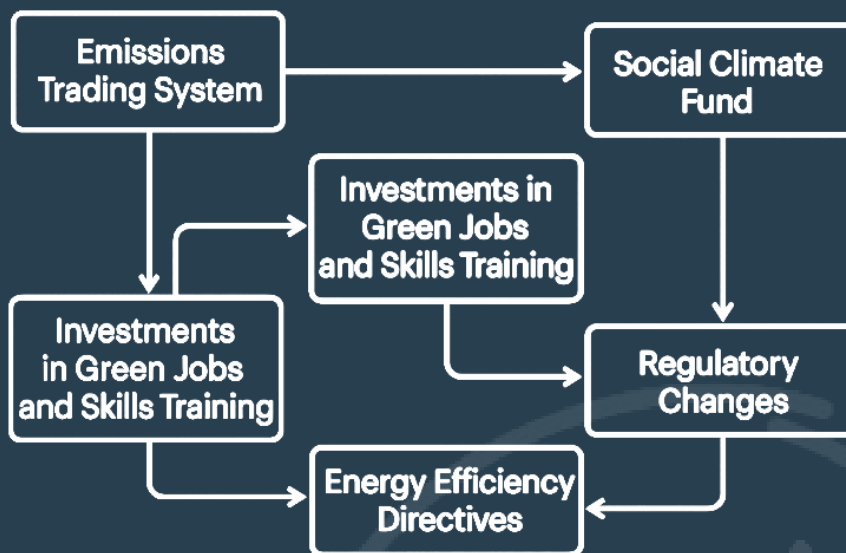 Emissions
Trading System
Social Climate
Fund
Investments in
Green Jobs
and Skills Training
Investments
in Green Jobs
and Skills Training
Regulatory
Changes
Energy Efficiency
Directives